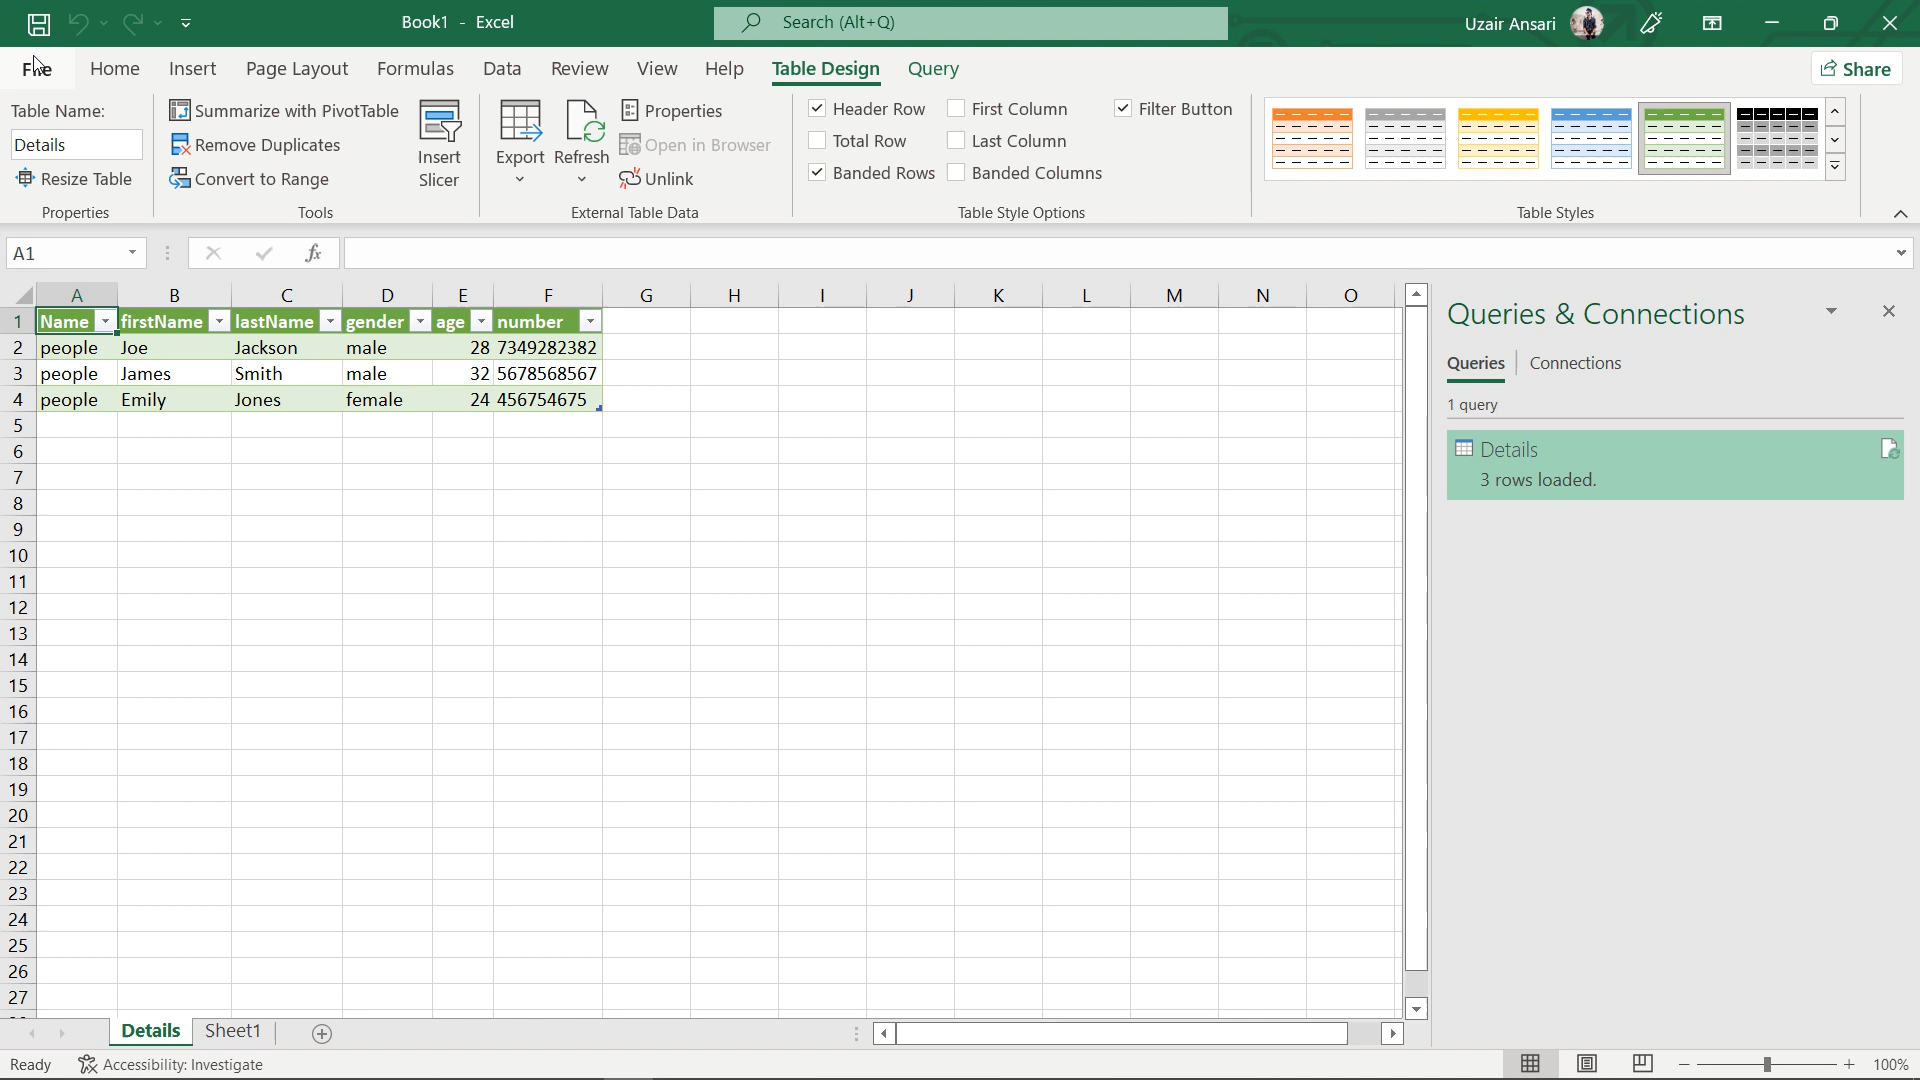 Book1 - Excel
Search (Alt+Q)
Uzair Ansari
File Home Insert Page Layout Formulas Data Review View Help Table Design Query
Share
Table Name:
Details
Resize Table
Properties
Summarize with PivotTable
Remove Duplicates
Convert to Range
Insert
Slicer
Tools
Export
Refresh
Properties
Open in Browser
Unlink
External Table Data
Header Row First Column Filter Button
Total Row Last Column
Banded Rows Banded Columns
Table Style Options
Table Styles
A1
fx
A B C D E F G H I J K L M N O
1 Name firstName lastName gender age number
2 people Joe Jackson male 28 7349282382
3 people James Smith male 32 5678568567
4 people Emily Jones female 24 456754675
5
6
7
8
9
10
11
12
13
14
15
16
17
18
19
20
21
22
23
24
25
26
27
Queries & Connections
Queries Connections
1 query
Details
3 rows loaded.
Details Sheet1
Ready Accessibility: Investigate
100%